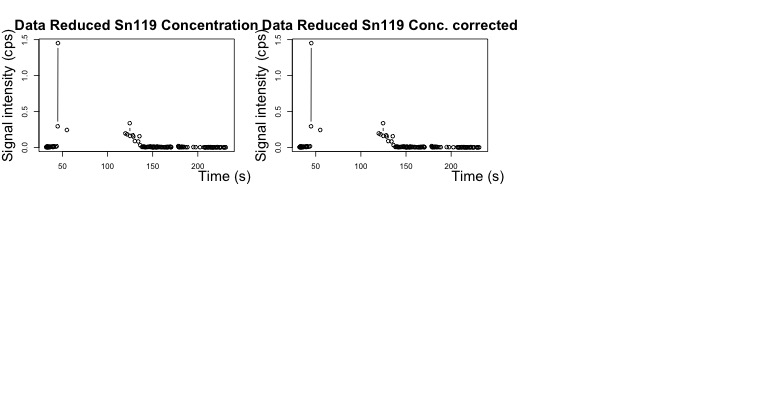 Data Reduced Sn119 Concentration
Signal intensity (cps)
0.0 0.5 1.0 1.5
50 100 150 200
Time (s)
Data Reduced Sn119 Conc. corrected
Signal intensity (cps)
0.0 0.5 1.0 1.5
50 100 150 200
Time (s)